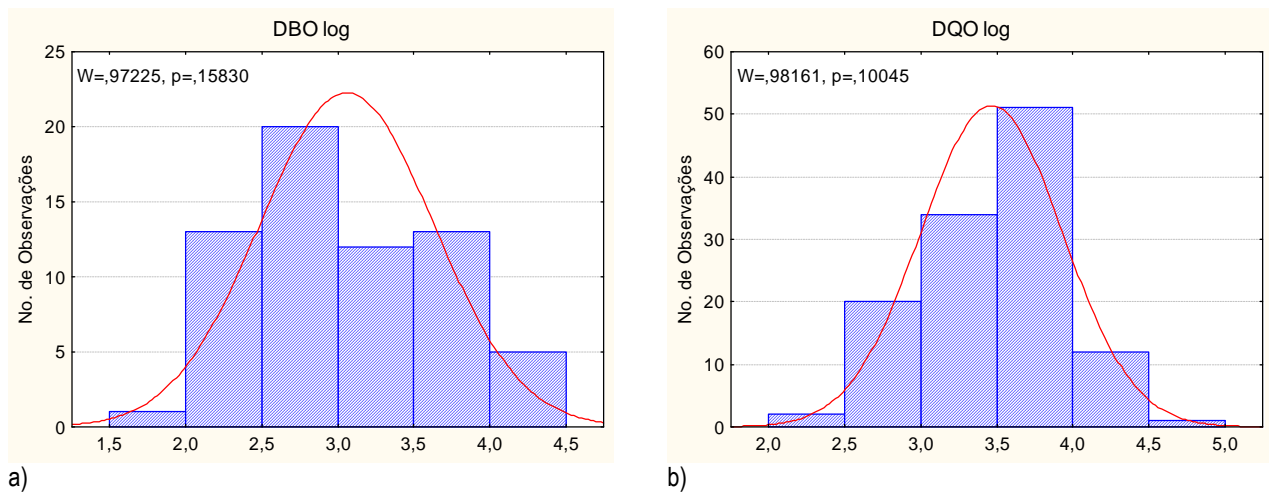 DBO log
W=,97225, p=,15830
No. de Observações
25
20
15
10
5
0
1,5 2,0 2,5 3,0 3,5 4,0 4,5
a)
DQO log
W=,98161, p=,10045
No. de Observações
60
50
40
30
20
10
0
2,0 2,5 3,0 3,5 4,0 4,5 5,0
b)